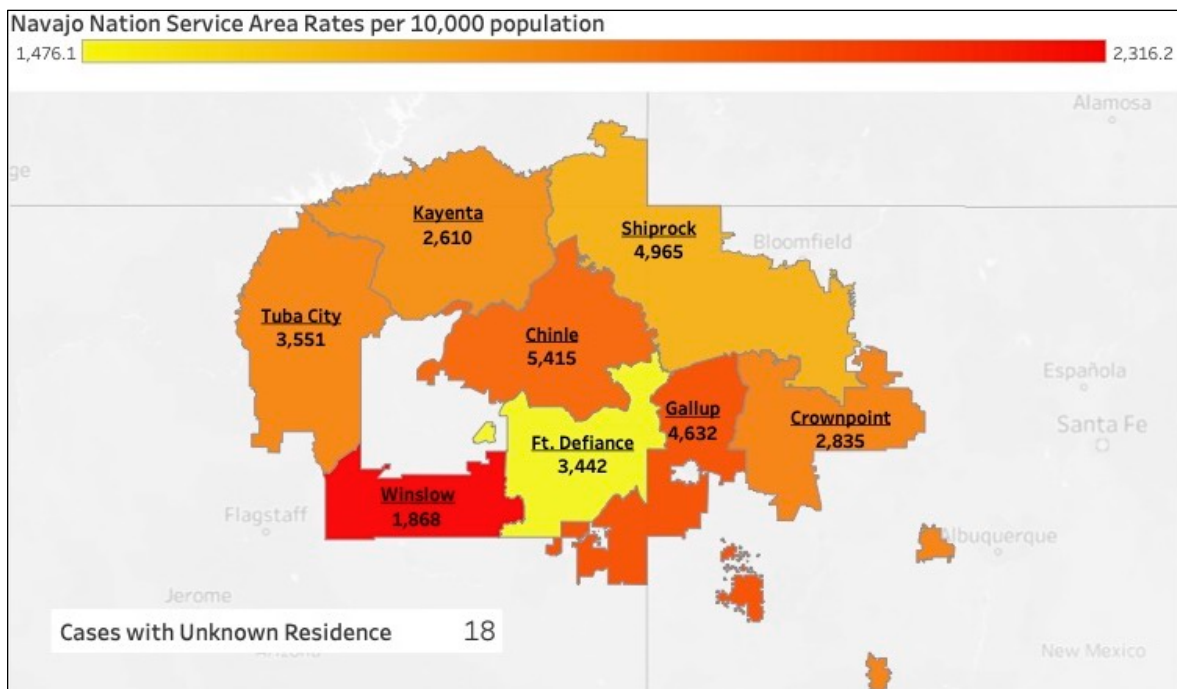 Navajo Nation Service Area Rates per 10,000 population
1,476.1
2,316.2
Alamosa
ge
Kayenta
2,610
Shiprock
4,965
Bloomfield
Tuba City
3,551
Chinle
5,415
Española
Gallup
4,632
Crownpoint
2,835
Santa Fe
Ft. Defiance
3,442
Winslow
1,868
Flagstaff
Albuquerque
Jerome
Cases with Unknown Residence 18
Arizona
New Mexico